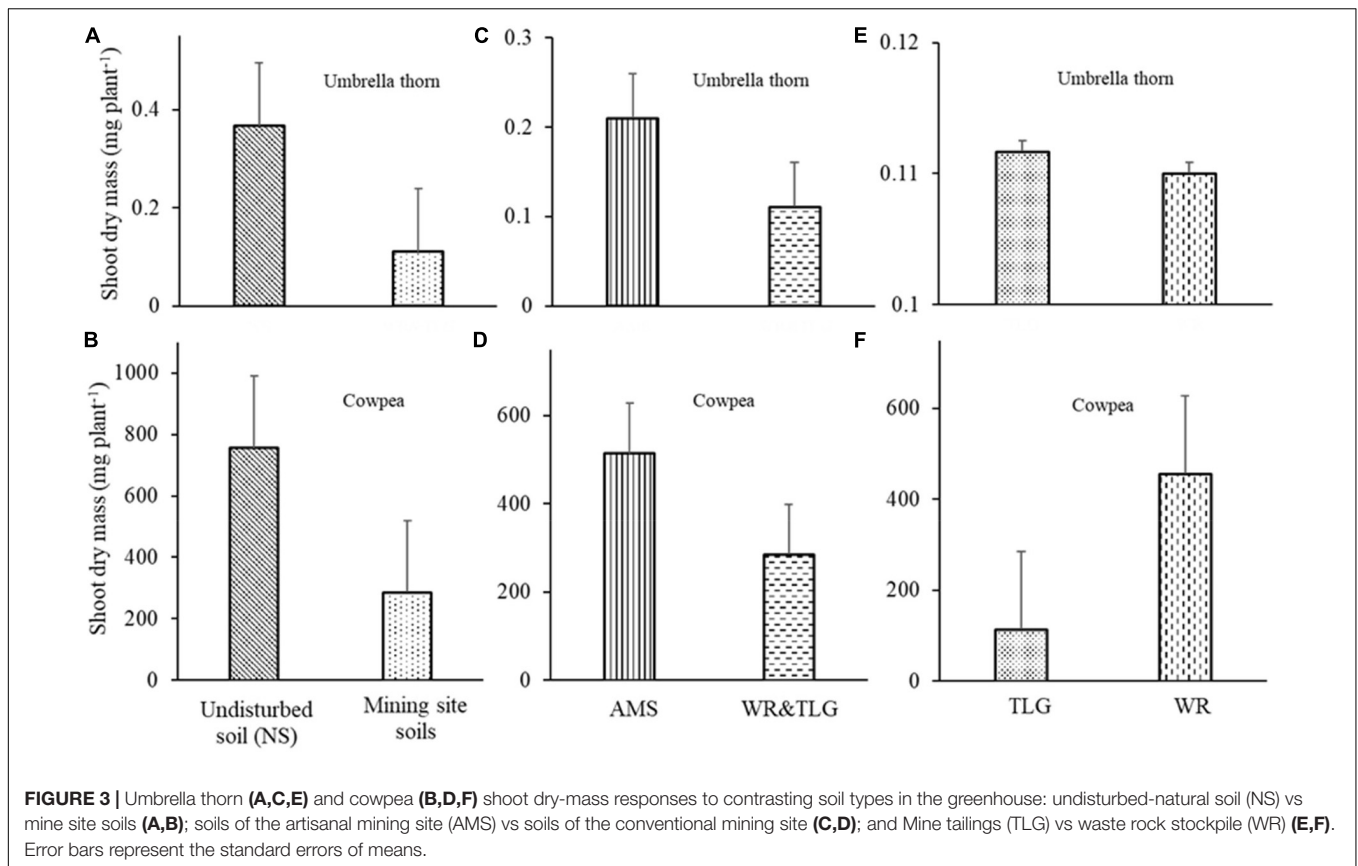 A
C
E
Shoot dry mass (mg plant⁻¹)
0.4
0.2
0
Umbrella thorn
0.3
0.2
0.1
0
Umbrella thorn
0.12
0.11
0.1
Umbrella thorn
B
D
F
Shoot dry mass (mg plant⁻¹)
1000
800
600
400
200
0
Cowpea
Undisturbed
soil (NS)
Mining site
soils
600
400
200
0
Cowpea
AMS
WR&TLG
600
400
200
0
Cowpea
TLG
WR
FIGURE 3 | Umbrella thorn (A,C,E) and cowpea (B,D,F) shoot dry-mass responses to contrasting soil types in the greenhouse: undisturbed-natural soil (NS) vs
mine site soils (A,B); soils of the artisanal mining site (AMS) vs soils of the conventional mining site (C,D); and Mine tailings (TLG) vs waste rock stockpile (WR) (E,F).
Error bars represent the standard errors of means.